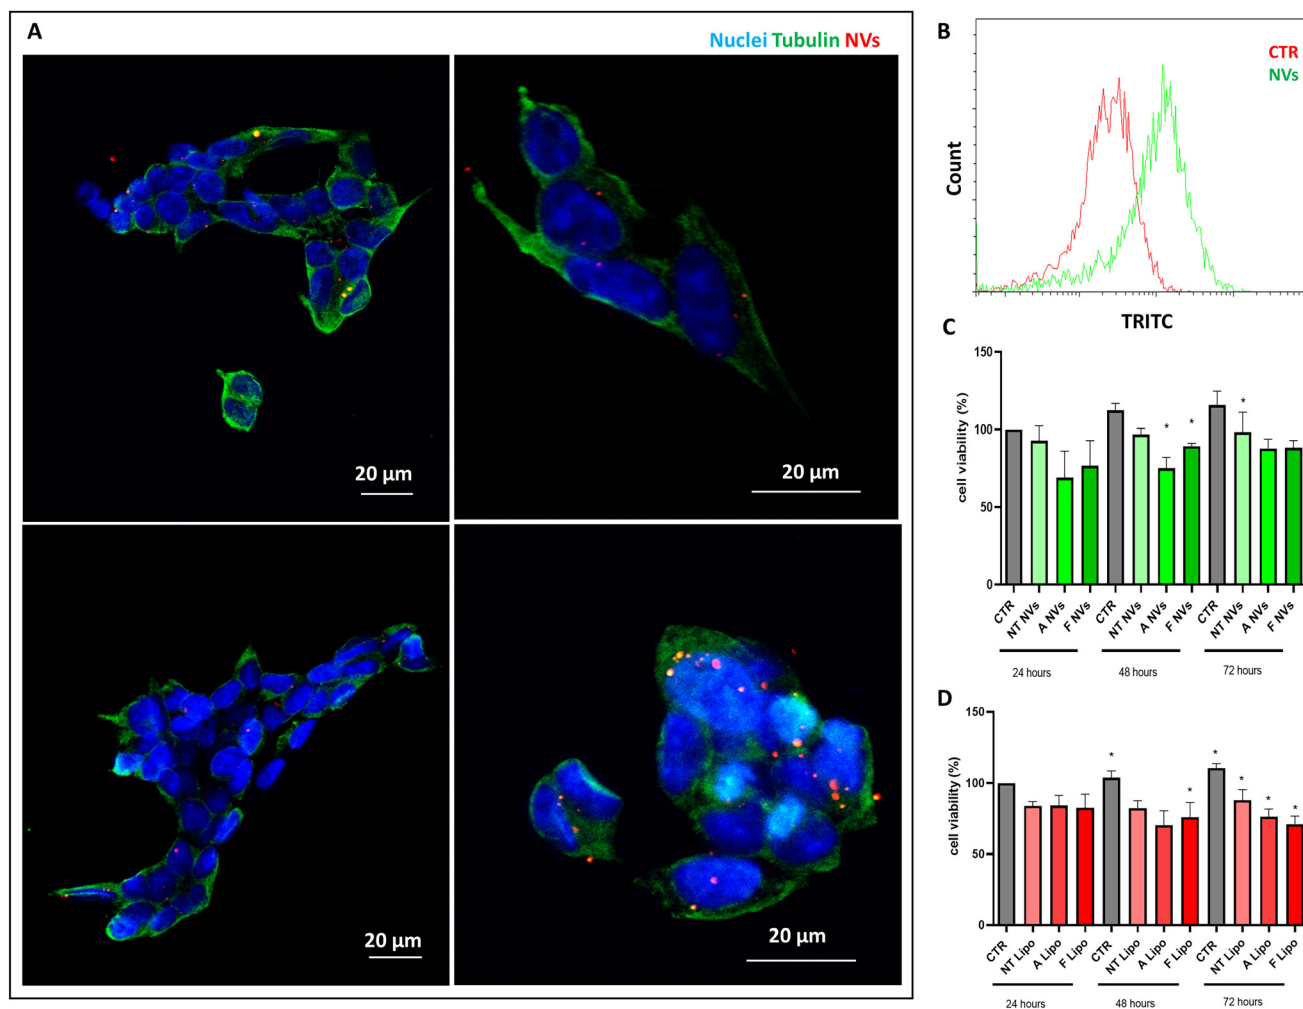 A
Nuclei Tubulin NVs
20 µm
20 µm
20 µm
20 µm
B
CTR
NVs
Count
TRITC
C
cell viability (%)
150
100
50
0
* * *
CTR NT NVs A NVs F NVs CTR NT NVs A NVs F NVs CTR NT NVs A NVs F NVs
24 hours 48 hours 72 hours
D
cell viability (%)
150
100
50
0
* * * * * *
CTR NT Lipo A Lipo F Lipo CTR NT Lipo A Lipo F Lipo CTR NT Lipo A Lipo F Lipo
24 hours 48 hours 72 hours